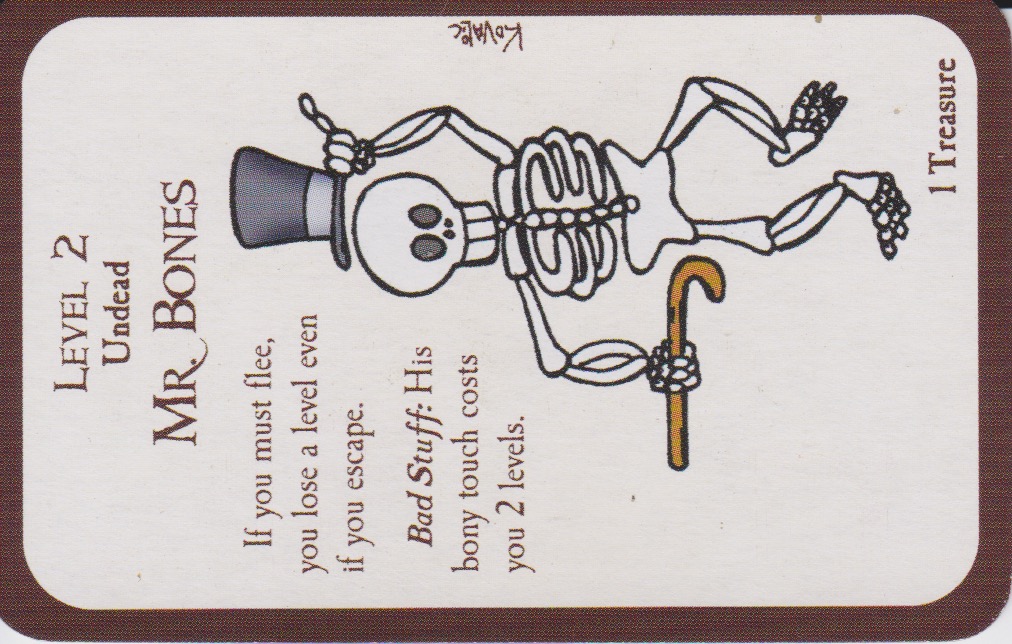 LEVEL 2
Undead
MR. BONES
If you must flee,
you lose a level even
if you escape.
Bad Stuff: His
bony touch costs
you 2 levels.
KOVALIC
1 Treasure